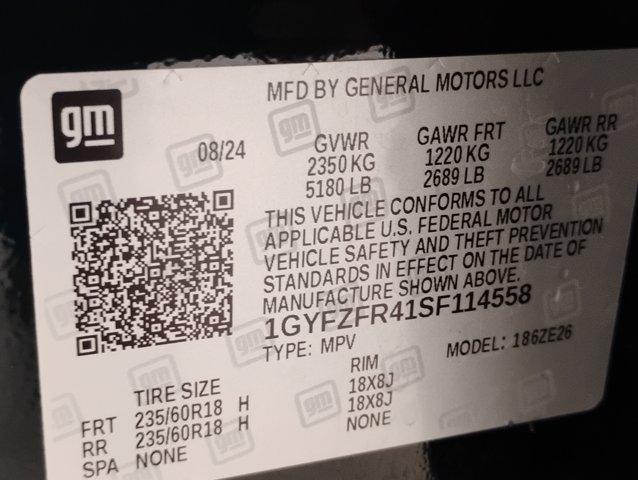 gm
MFD BY GENERAL MOTORS LLC
08/24
GVWR GAWR FRT GAWR RR
2350 KG 1220 KG 1220 KG
5180 LB 2689 LB 2689 LB
THIS VEHICLE CONFORMS TO ALL
APPLICABLE U.S. FEDERAL MOTOR
VEHICLE SAFETY AND THEFT PREVENTION
STANDARDS IN EFFECT ON THE DATE OF
MANUFACTURE SHOWN ABOVE.
1GYFZFR41SF114558
TYPE: MPV MODEL: 186ZE26
TIRE SIZE RIM
FRT 235/60R18 H 18X8J
RR 235/60R18 H 18X8J
SPA NONE NONE